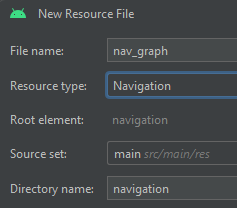 New Resource File
File name: nav_graph
Resource type: Navigation
Root element: navigation
Source set: main src/main/res
Directory name: navigation